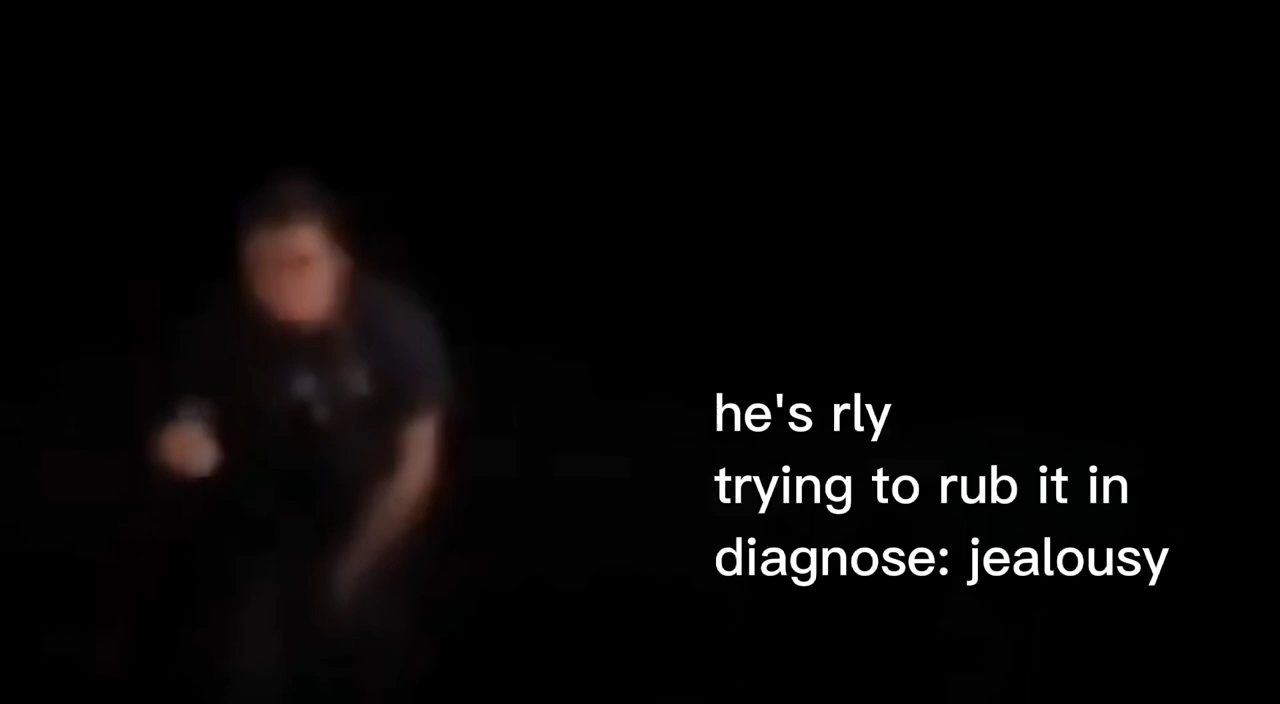 he's rly
trying to rub it in
diagnose: jealousy